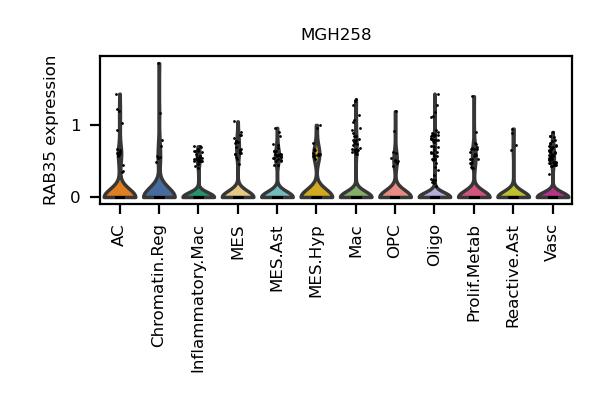 MGH258
RAB35 expression
1
0
AC
Chromatin.Reg
Inflammatory.Mac
MES
MES.Ast
MES.Hyp
Mac
OPC
Oligo
Prolif.Metab
Reactive.Ast
Vasc